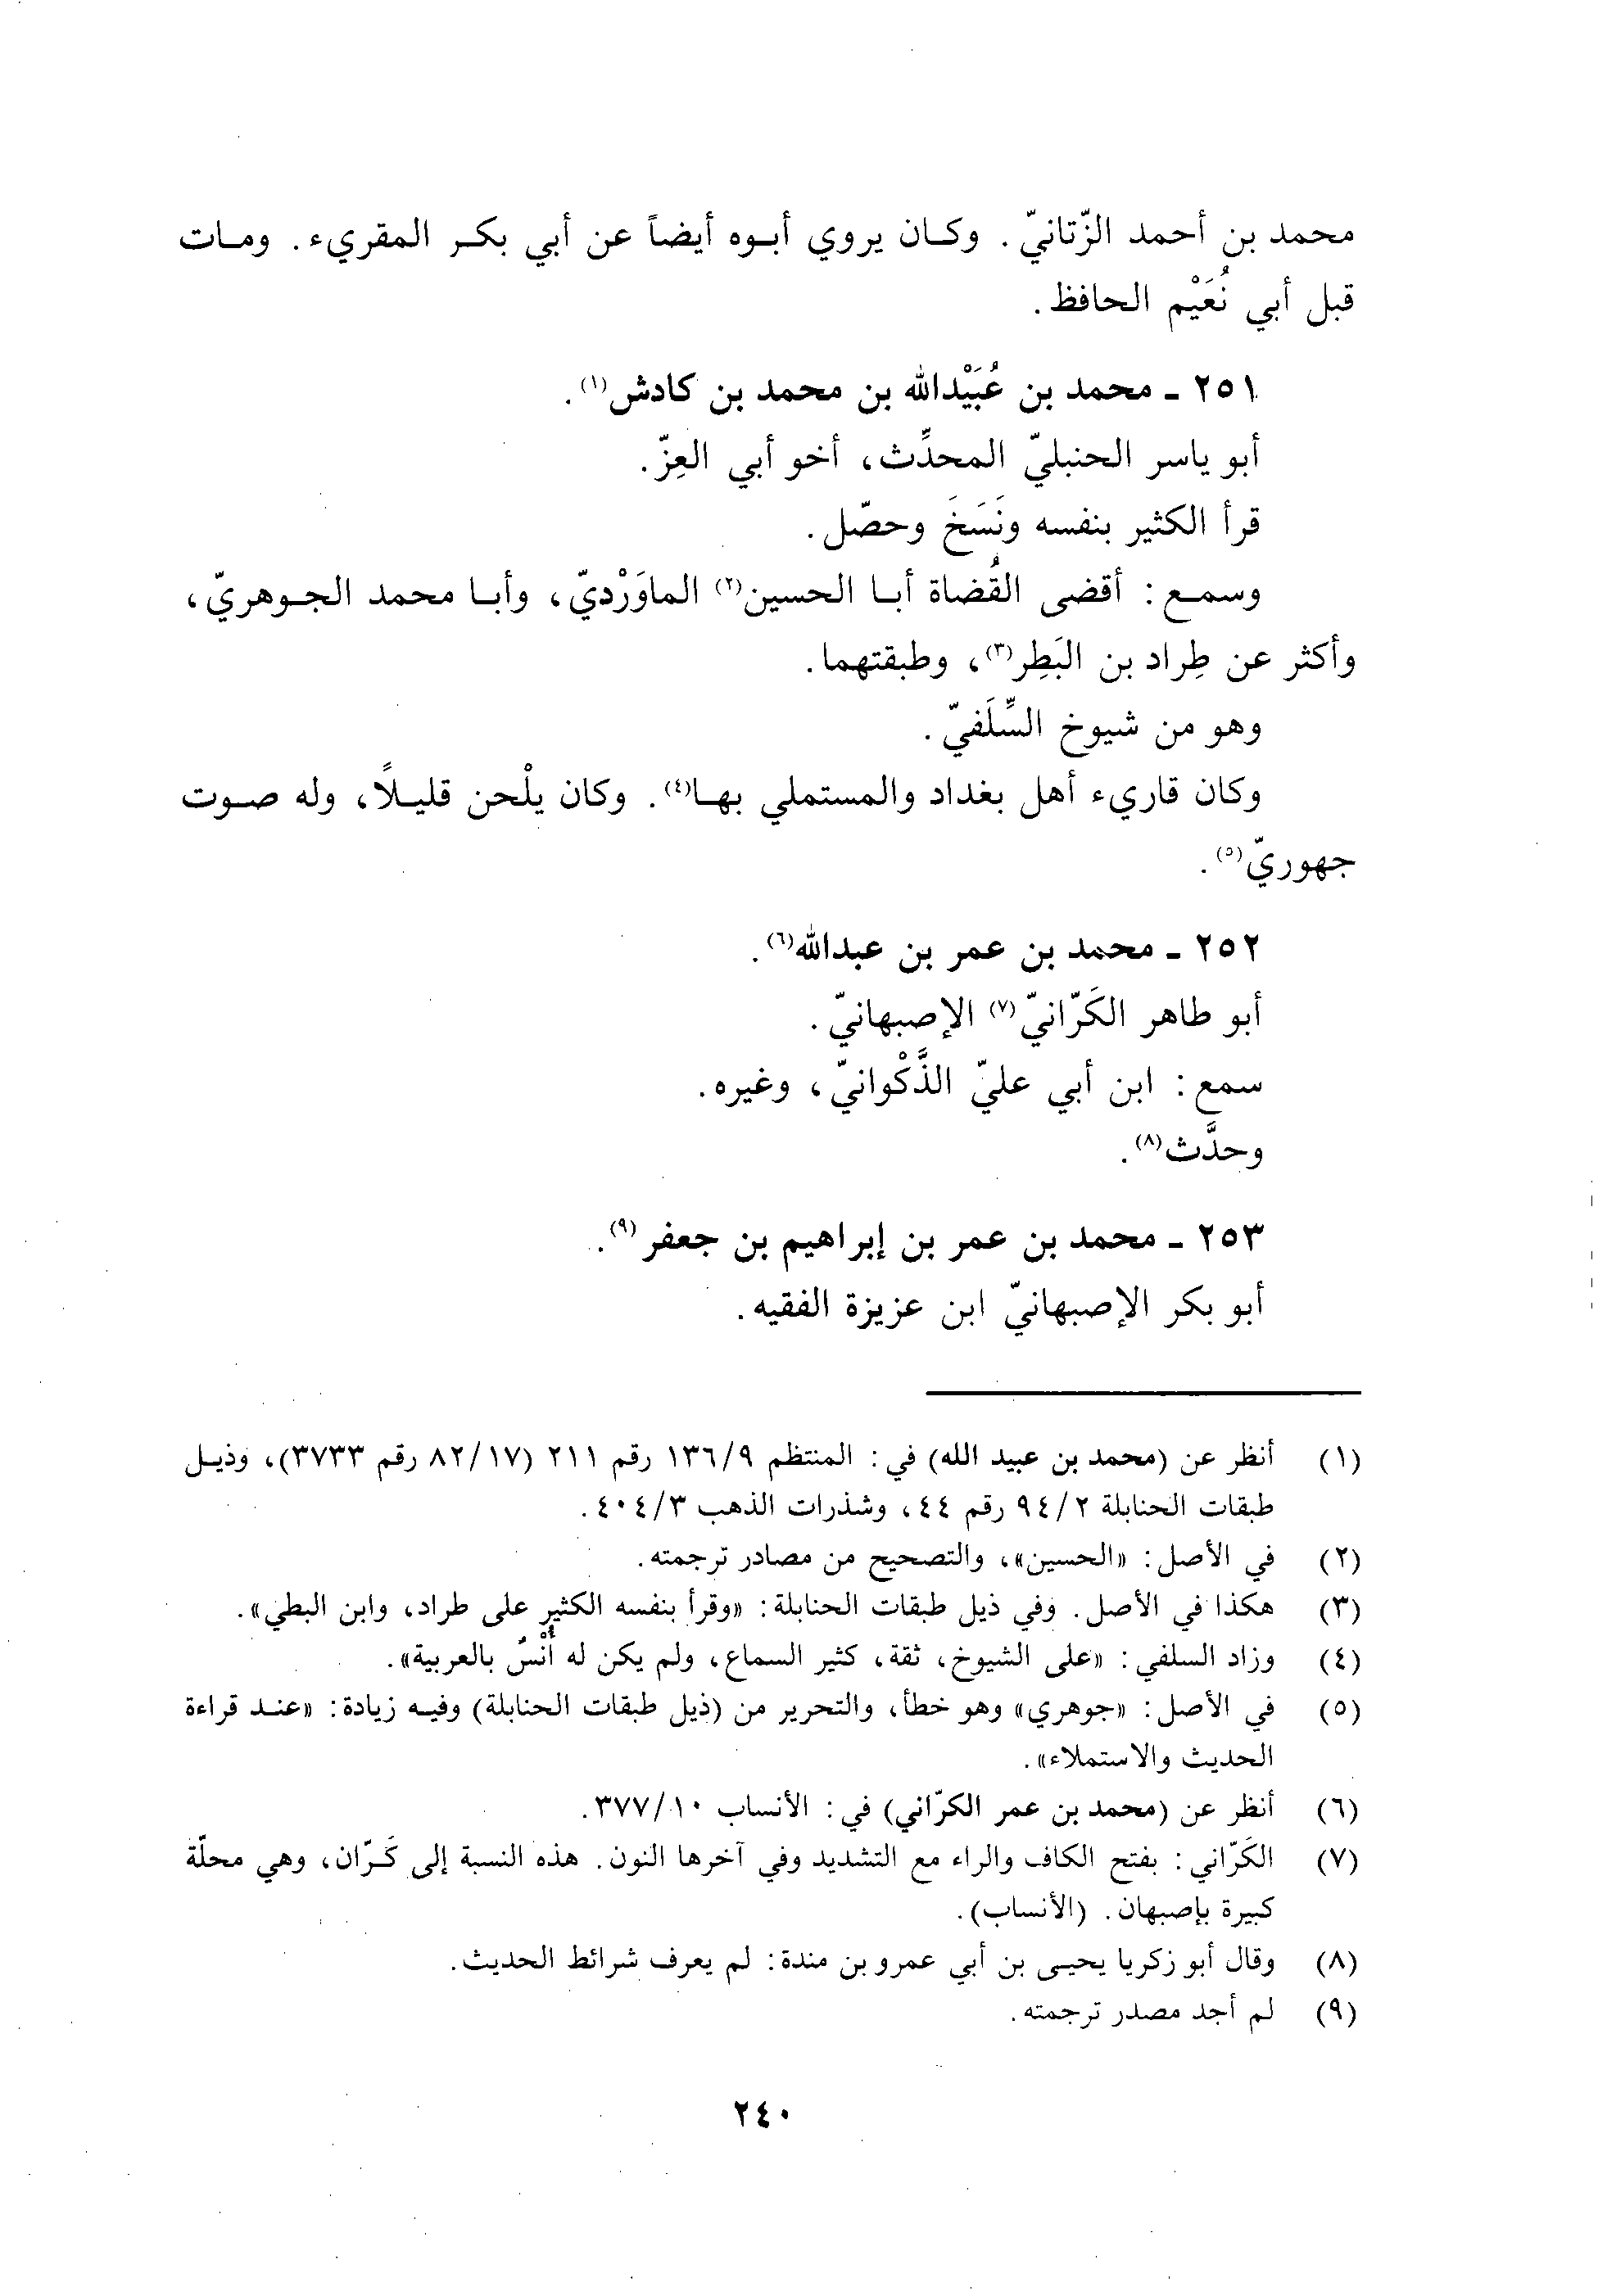 محمد بن أحمد الزّتانيّ. وكان يروي أبوه أيضاً عن أبي بكر المقريء. ومات
قبل أبي نُعَيْم الحافظ.
٢٥١ ـ محمد بن عُبَيْدالله بن محمد بن كادش(١).
أبو ياسر الحنبليّ المحدِّث، أخو أبي العِزّ.
قرأ الكثير بنفسه ونَسَخَ وحصّل.
وسمع: أقضى القُضاة أبا الحسين(٢) الماوَرْديّ، وأبا محمد الجوهريّ،
وأكثر عن طِراد بن البَطِر(٣)، وطبقتهما.
وهو من شيوخ السِّلَفيّ.
وكان قاريء أهل بغداد والمستملي بها(٤). وكان يلْحن قليلًا، وله صوت
جهوريّ(٥).
٢٥٢ ـ محمد بن عمر بن عبدالله(٦).
أبو طاهر الكَرّانيّ(٧) الإصبهانيّ.
سمع: ابن أبي عليّ الذَّكْوانيّ، وغيره.
وحدَّث(٨).
٢٥٣ ـ محمد بن عمر بن إبراهيم بن جعفر(٩).
أبو بكر الإصبهانيّ ابن عزيزة الفقيه.
(١) أنظر عن (محمد بن عبيد الله) في: المنتظم ١٣٦/٩ رقم ٢١١ (٨٢/١٧ رقم ٣٧٣٣)، وذيل
طبقات الحنابلة ٩٤/٢ رقم ٤٤، وشذرات الذهب ٤٠٤/٣.
(٢) في الأصل: «الحسين»، والتصحيح من مصادر ترجمته.
(٣) هكذا في الأصل. وفي ذيل طبقات الحنابلة: «وقرأ بنفسه الكثير على طراد، وابن البطي».
(٤) وزاد السلفي: «على الشيوخ، ثقة، كثير السماع، ولم يكن له أُنْسٌ بالعربية».
(٥) في الأصل: «جوهري» وهو خطأ، والتحرير من (ذيل طبقات الحنابلة) وفيه زيادة: «عند قراءة
الحديث والاستملاء».
(٦) أنظر عن (محمد بن عمر الكرّاني) في: الأنساب ٣٧٧/١٠.
(٧) الكَرّاني: بفتح الكاف والراء مع التشديد وفي آخرها النون. هذه النسبة إلى كَرّان، وهي محلّة
كبيرة بإصبهان. (الأنساب).
(٨) وقال أبو زكريا يحيى بن أبي عمرو بن مندة: لم يعرف شرائط الحديث.
(٩) لم أجد مصدر ترجمته.
٢٤٠